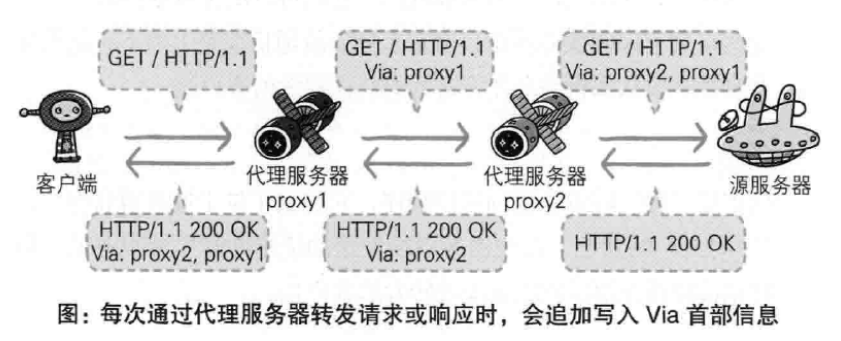 GET / HTTP/1.1
GET / HTTP/1.1
Via: proxy1
GET / HTTP/1.1
Via: proxy2, proxy1
客户端
代理服务器
proxy1
代理服务器
proxy2
源服务器
HTTP/1.1 200 OK
Via: proxy2, proxy1
HTTP/1.1 200 OK
Via: proxy2
HTTP/1.1 200 OK
图：每次通过代理服务器转发请求或响应时，会追加写入 Via 首部信息